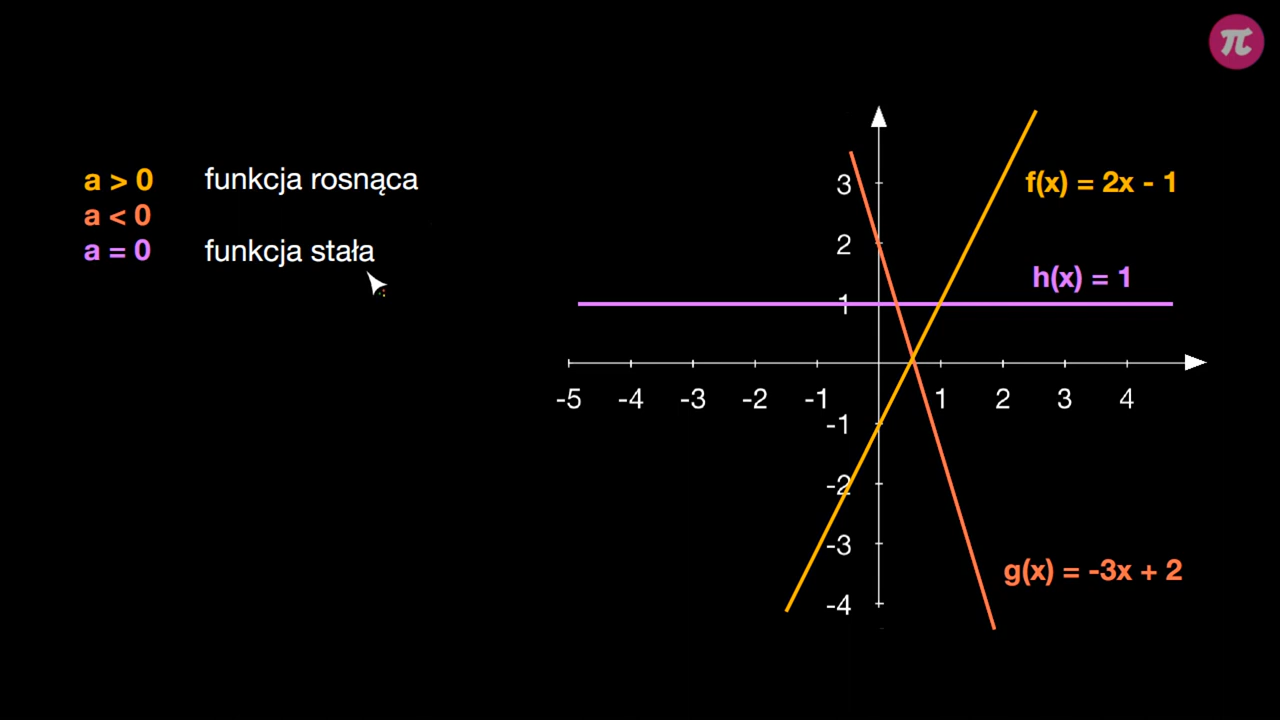 π
a > 0 funkcja rosnąca
a < 0
a = 0 funkcja stała
f(x) = 2x - 1
h(x) = 1
g(x) = -3x + 2
3
2
1
-5 -4 -3 -2 -1 1 2 3 4
-1
-2
-3
-4